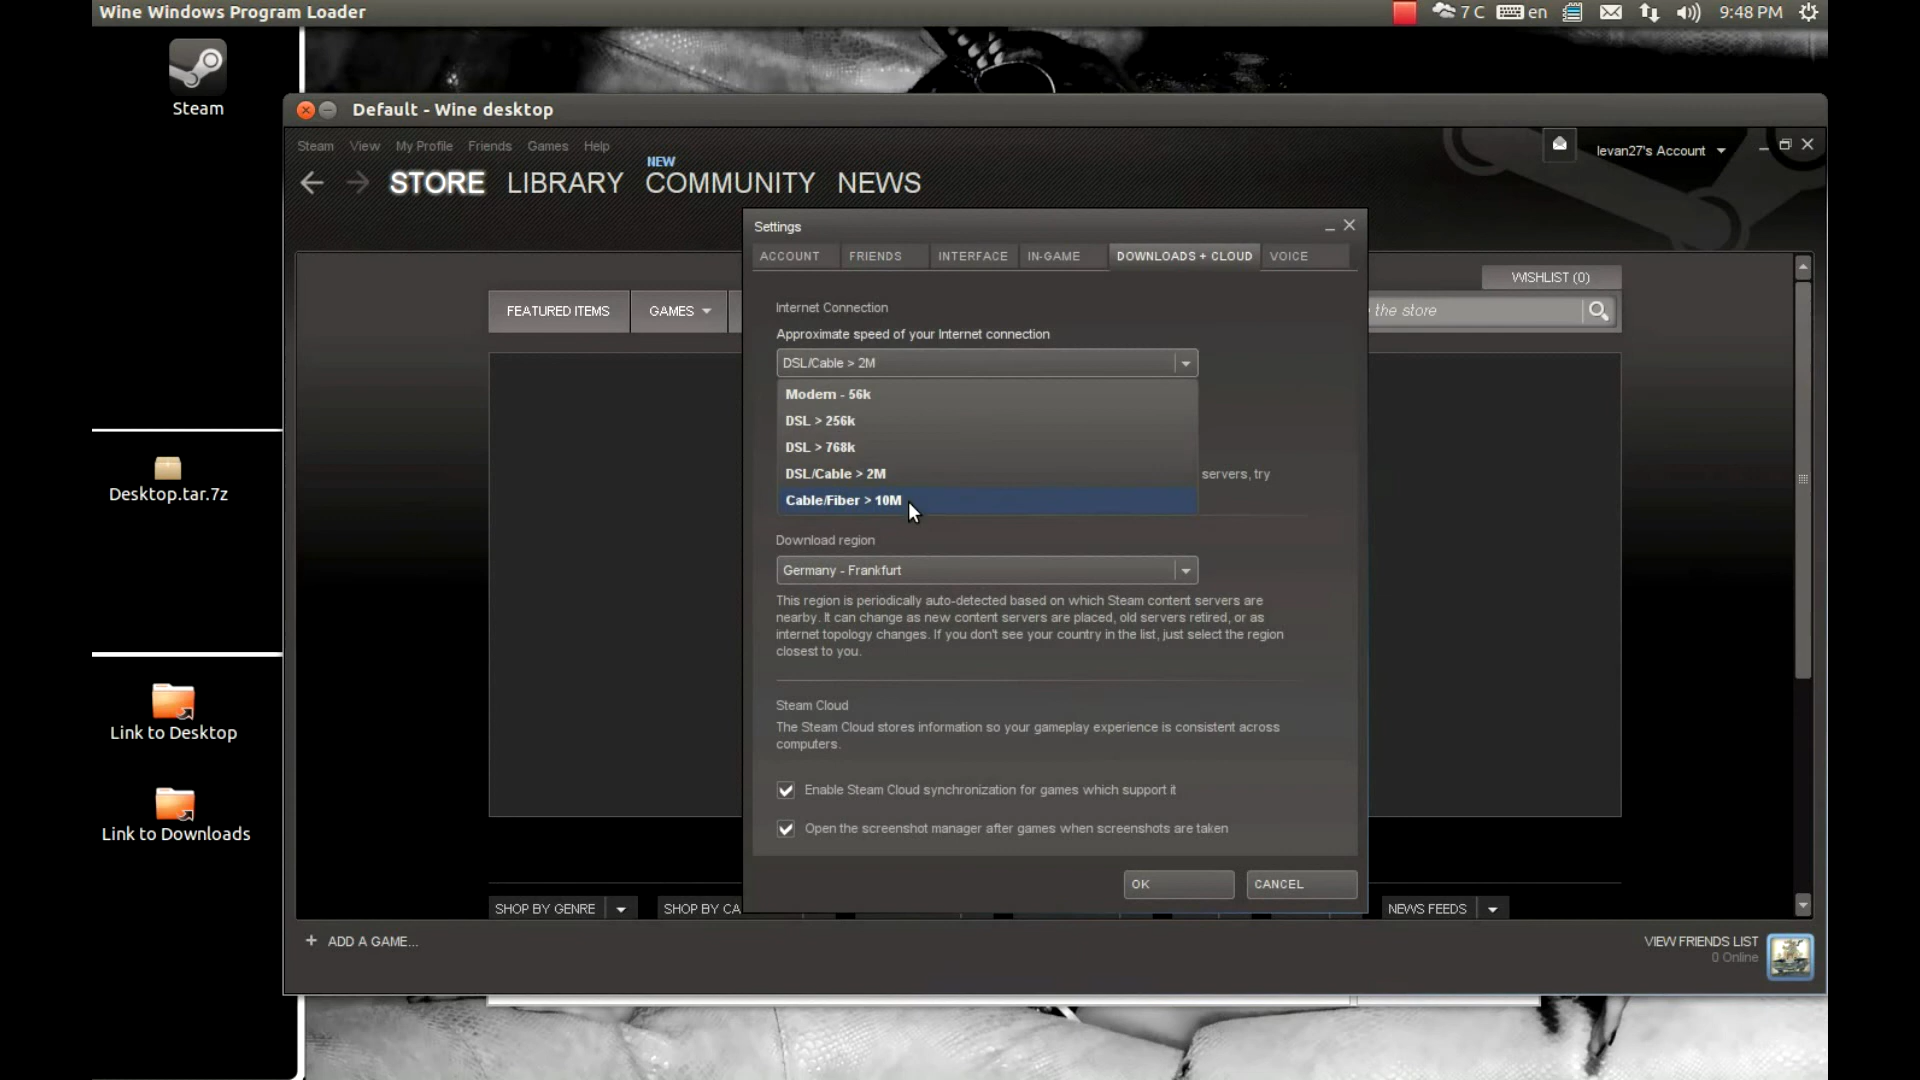 Wine Windows Program Loader
7 C
en
9:48 PM
Steam
Default - Wine desktop
Steam View My Profile Friends Games Help
levan27's Account
NEW
STORE LIBRARY COMMUNITY NEWS
Settings
ACCOUNT FRIENDS INTERFACE IN-GAME DOWNLOADS + CLOUD VOICE
WISHLIST (0)
FEATURED ITEMS GAMES
the store
Internet Connection
Approximate speed of your Internet connection
DSL/Cable > 2M
Modem - 56k
DSL > 256k
DSL > 768k
DSL/Cable > 2M
servers, try
Cable/Fiber > 10M
Desktop.tar.7z
Download region
Germany - Frankfurt
This region is periodically auto-detected based on which Steam content servers are
nearby. It can change as new content servers are placed, old servers retired, or as
internet topology changes. If you don't see your country in the list, just select the region
closest to you.
Steam Cloud
The Steam Cloud stores information so your gameplay experience is consistent across
computers.
Link to Desktop
Enable Steam Cloud synchronization for games which support it
Open the screenshot manager after games when screenshots are taken
Link to Downloads
OK CANCEL
SHOP BY GENRE SHOP BY CA
NEWS FEEDS
+ ADD A GAME...
VIEW FRIENDS LIST
0 Online